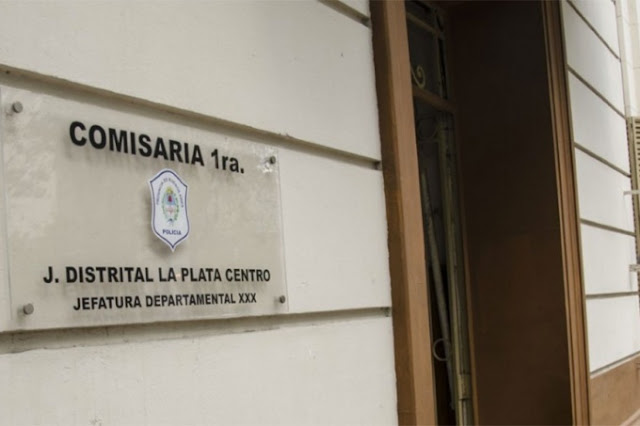 COMISARIA 1ra.
POLICIA
J. DISTRITAL LA PLATA CENTRO
JEFATURA DEPARTAMENTAL XXX